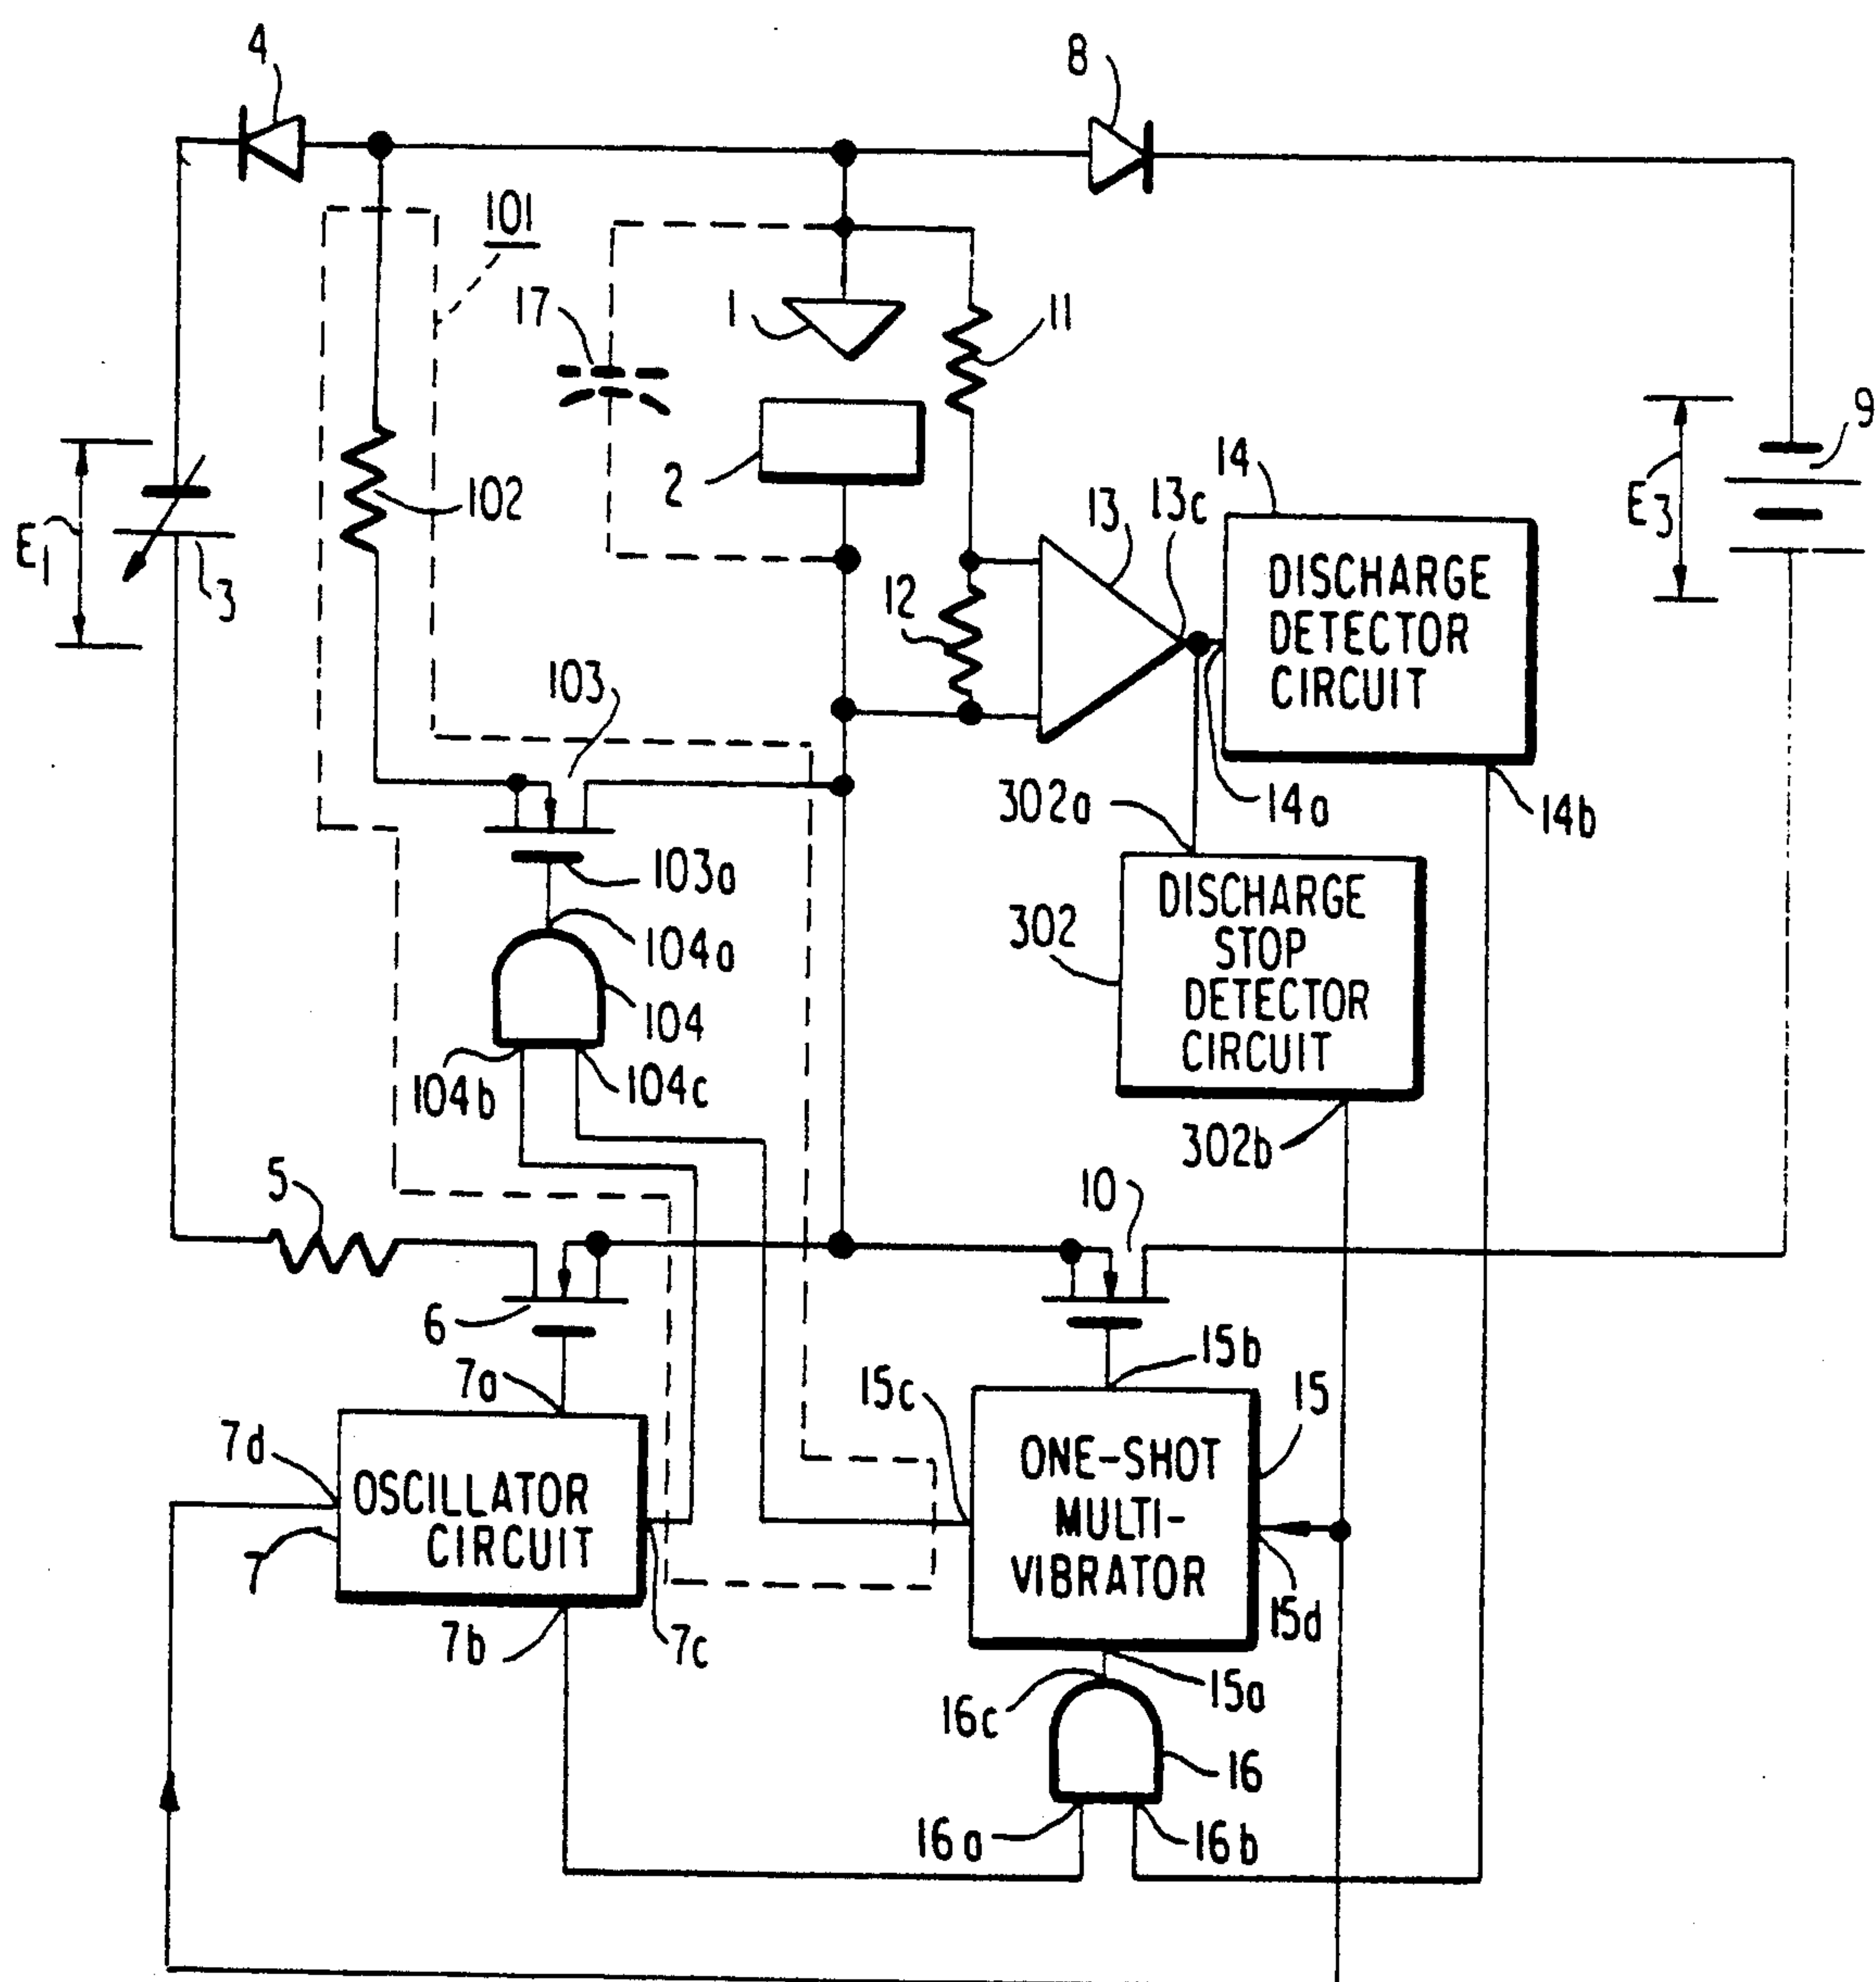 4
8
101
17
1
11
9
E3
14
13
13c
2
102
E1
3
12
DISCHARGE
DETECTOR
CIRCUIT
103
302a
14a
14b
103a
DISCHARGE
STOP
DETECTOR
CIRCUIT
302
104a
104
104b
104c
302b
5
10
6
7a
15b
15c
15
7d
OSCILLATOR
CIRCUIT
ONE-SHOT
MULTI-
VIBRATOR
7
7b
7c
15d
15a
16c
16
16a
16b